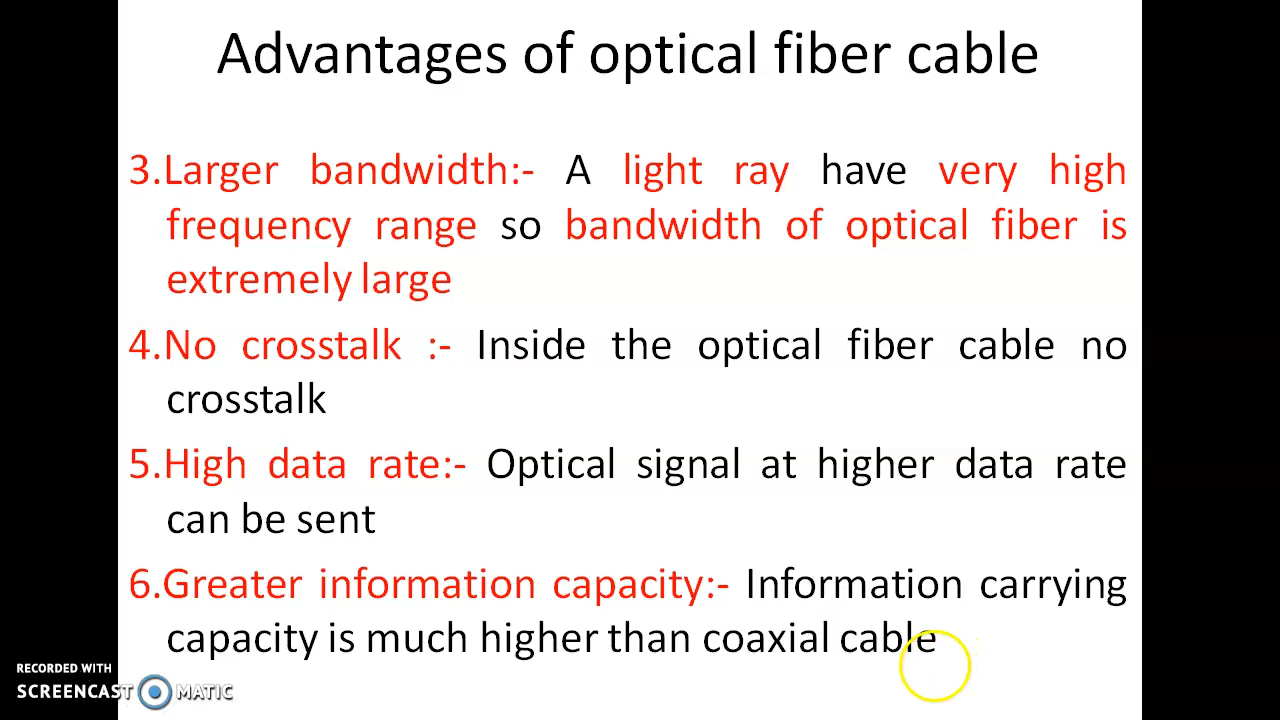 Advantages of optical fiber cable
3.Larger bandwidth:- A light ray have very high
frequency range so bandwidth of optical fiber is
extremely large
4.No crosstalk :- Inside the optical fiber cable no
crosstalk
5.High data rate:- Optical signal at higher data rate
can be sent
6.Greater information capacity:- Information carrying
capacity is much higher than coaxial cable
RECORDED WITH
SCREENCAST MATIC